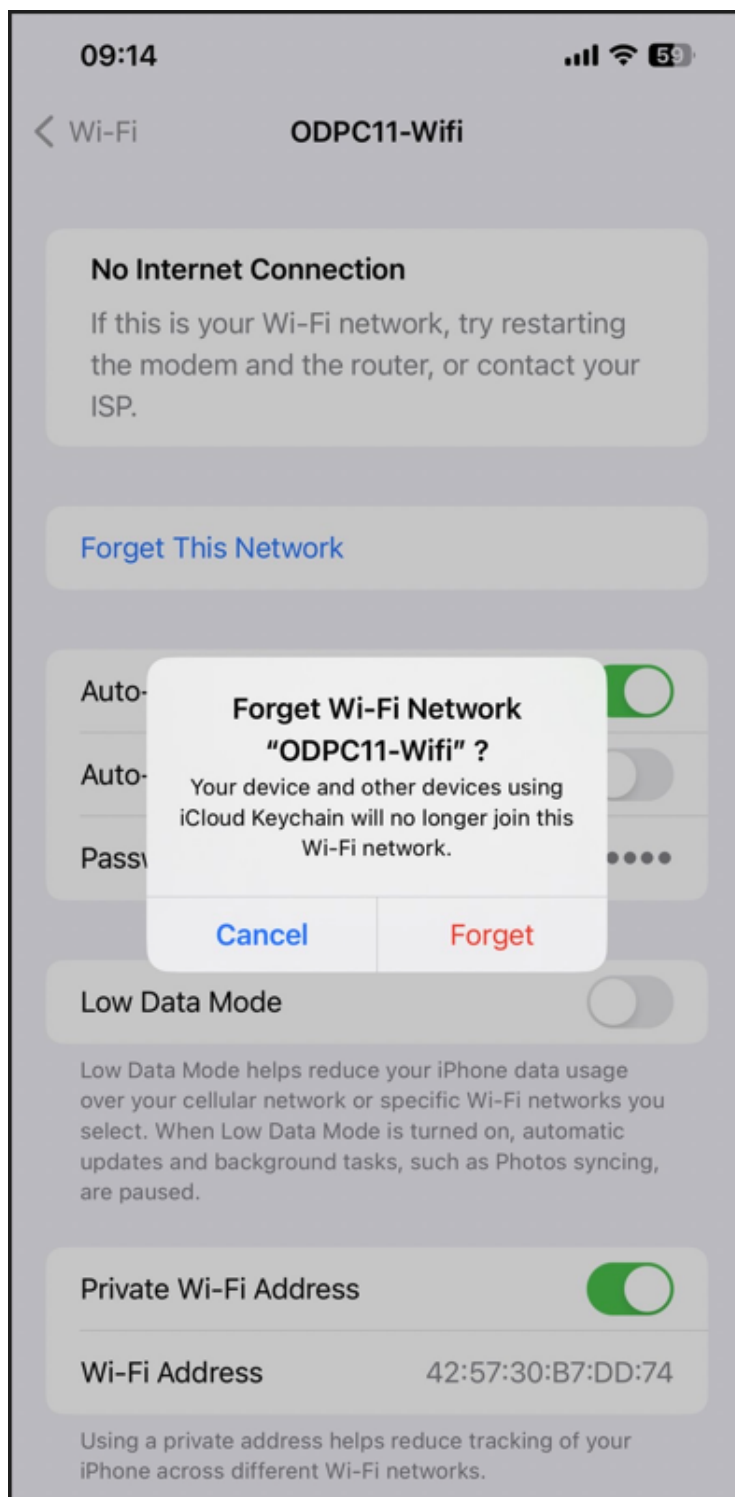 09:14
59
Wi-Fi
ODPC11-Wifi
No Internet Connection
If this is your Wi-Fi network, try restarting
the modem and the router, or contact your
ISP.
Forget This Network
Auto-
Auto-
Passw
Forget Wi-Fi Network
“ODPC11-Wifi” ?
Your device and other devices using
iCloud Keychain will no longer join this
Wi-Fi network.
Cancel
Forget
Low Data Mode
Low Data Mode helps reduce your iPhone data usage
over your cellular network or specific Wi-Fi networks you
select. When Low Data Mode is turned on, automatic
updates and background tasks, such as Photos syncing,
are paused.
Private Wi-Fi Address
Wi-Fi Address
42:57:30:B7:DD:74
Using a private address helps reduce tracking of your
iPhone across different Wi-Fi networks.